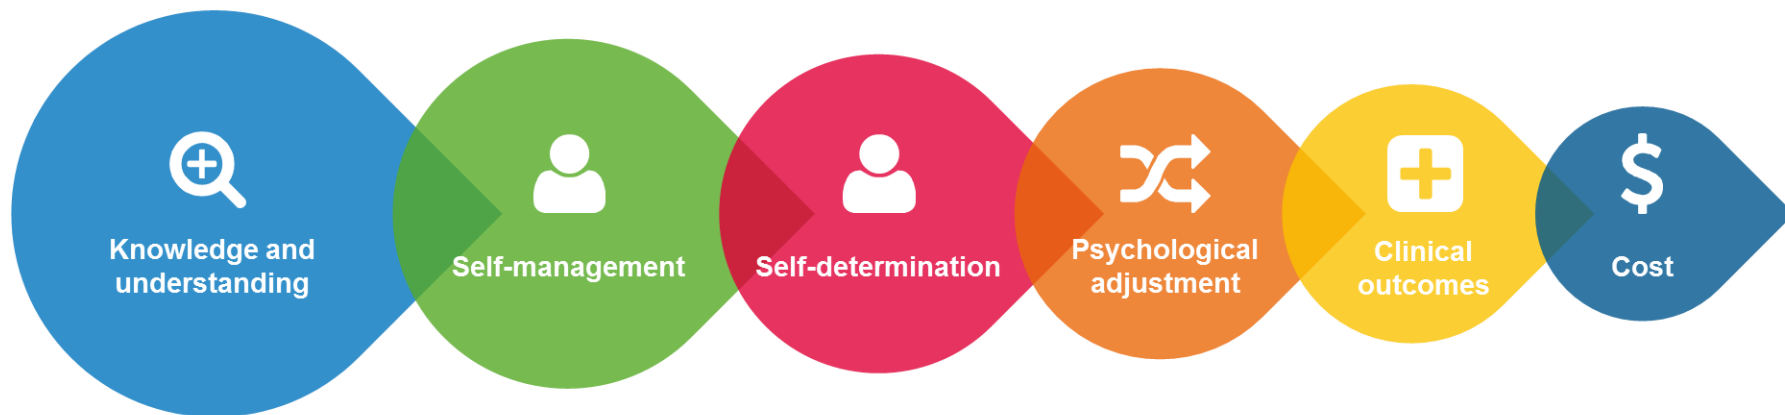 Knowledge and
understanding
Self-management
Self-determination
Psychological
adjustment
Clinical
outcomes
$
Cost